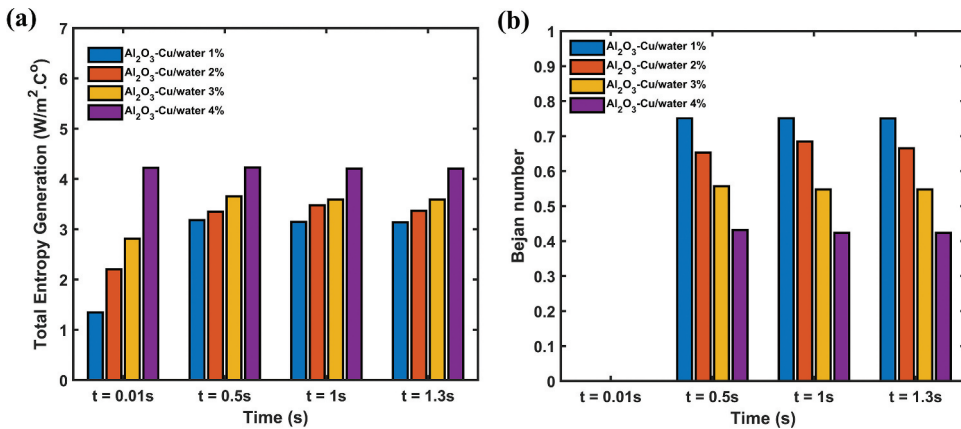 (a)
Total Entropy Generation (W/m².C°)
7
6
5
4
3
2
1
0
Al₂O₃-Cu/water 1%
Al₂O₃-Cu/water 2%
Al₂O₃-Cu/water 3%
Al₂O₃-Cu/water 4%
t = 0.01s t = 0.5s t = 1s t = 1.3s
Time (s)
(b)
Bejan number
1
0.9
0.8
0.7
0.6
0.5
0.4
0.3
0.2
0.1
0
Al₂O₃-Cu/water 1%
Al₂O₃-Cu/water 2%
Al₂O₃-Cu/water 3%
Al₂O₃-Cu/water 4%
t = 0.01s t = 0.5s t = 1s t = 1.3s
Time (s)